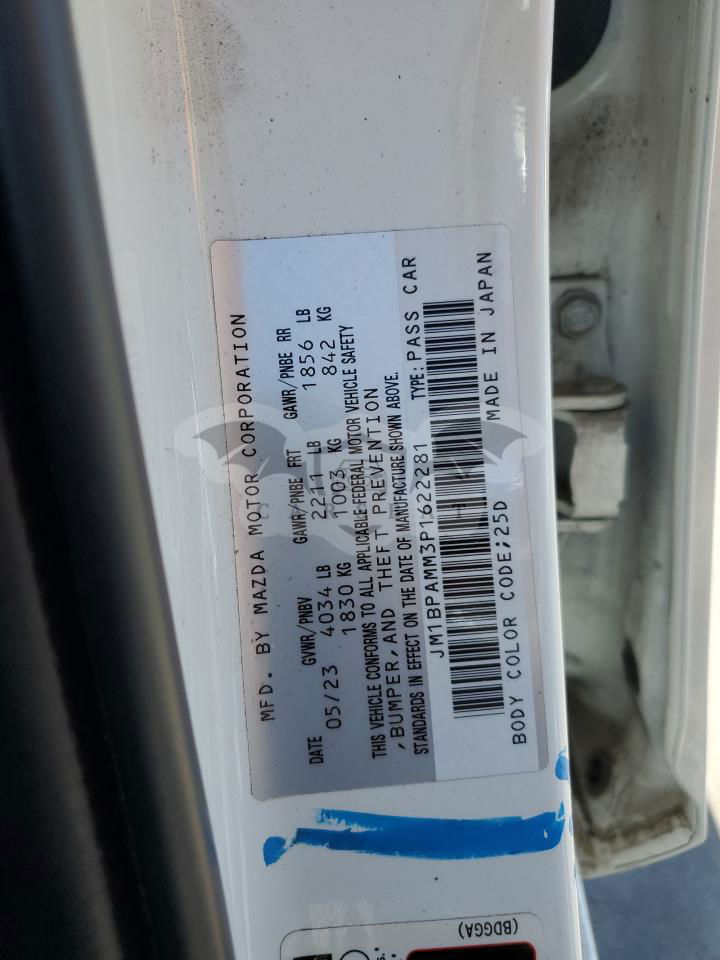 MFD. BY MAZDA MOTOR CORPORATION
DATE GVWR/PNBV GAWR/PNBE FRT GAWR/PNBE RR
05/23 4034 LB 2211 LB 1856 LB
1830 KG 1003 KG 842 KG
THIS VEHICLE CONFORMS TO ALL APPLICABLE FEDERAL MOTOR VEHICLE SAFETY
,BUMPER,AND THEFT PREVENTION
STANDARDS IN EFFECT ON THE DATE OF MANUFACTURE SHOWN ABOVE.
JM1BPAMM3P1622281 TYPE:PASS CAR
BODY COLOR CODE;25D MADE IN JAPAN
(BDGGA)